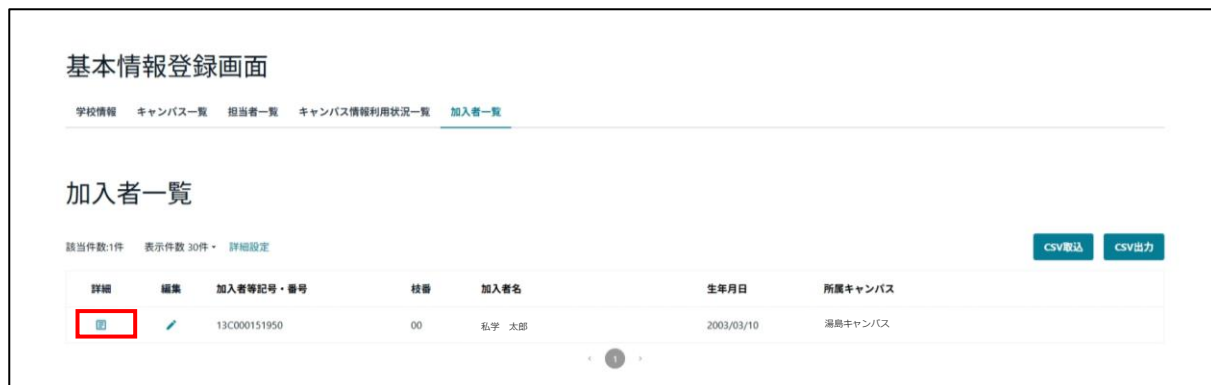 基本情報登録画面
学校情報 キャンパス一覧 担当者一覧 キャンパス情報利用状況一覧 加入者一覧
加入者一覧
該当件数:1件 表示件数 30件 詳細設定 CSV取込 CSV出力
詳細 編集 加入者等記号・番号 枝番 加入者名 生年月日 所属キャンパス
13C000151950 00 私学 太郎 2003/03/10 湯島キャンパス
‹ 1 ›